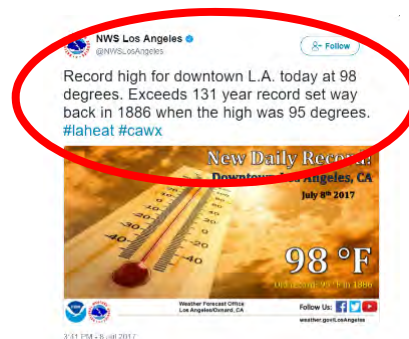 NWS Los Angeles
@NWSLosAngeles
Follow
Record high for downtown L.A. today at 98
degrees. Exceeds 131 year record set way
back in 1886 when the high was 95 degrees.
#laheat #cawx
New Daily Record!
Downtown Los Angeles, CA
July 8th 2017
98 °F
Old Record: 95 °F in 1886
Weather Forecast Office
Los Angeles/Oxnard, CA
Follow Us:
weather.gov/LosAngeles
3:31 PM - 8 Jul 2017